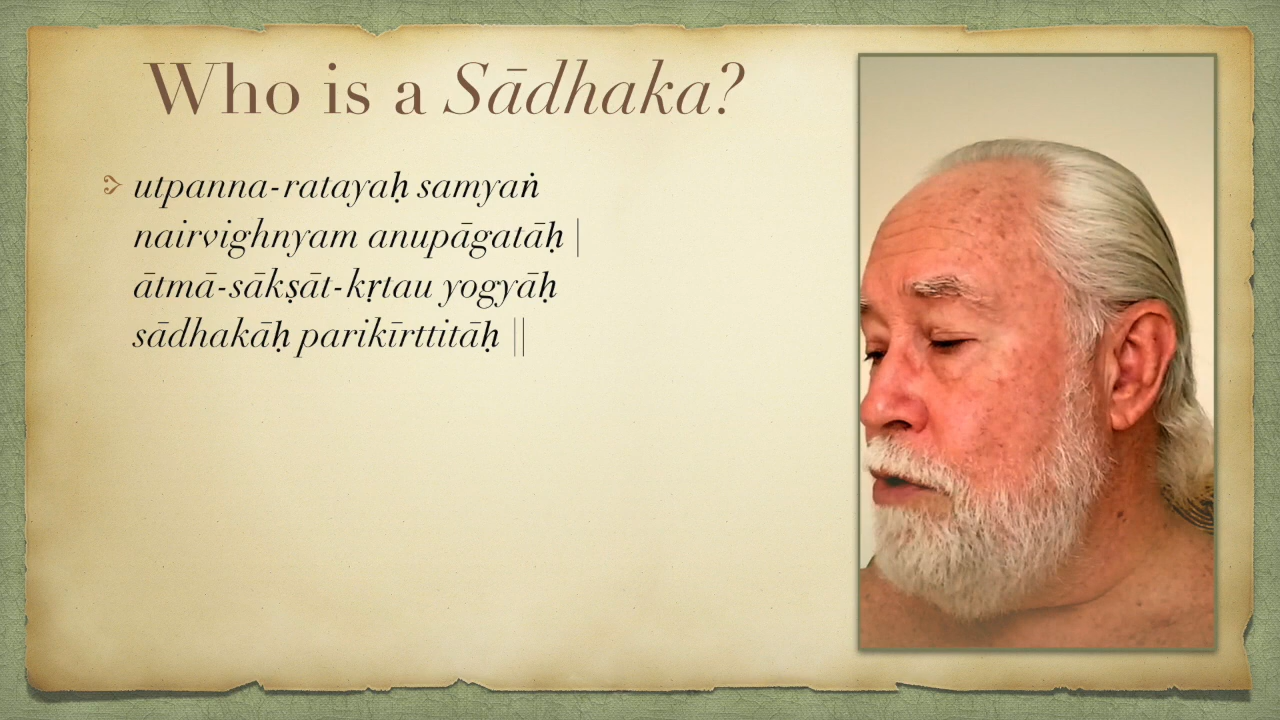 Who is a Sādhaka?
utpanna-ratayaḥ samyaṅ
nairvighnyam anupāgatāḥ |
ātmā-sākṣāt-kṛtau yogyāḥ
sādhakāḥ parikīrttitāḥ ||